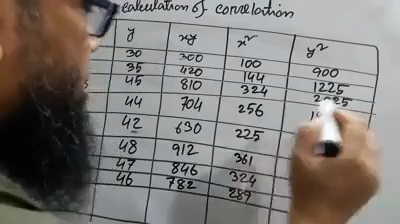 calculation of correlation
y xy x² y²
30 300 100 900
35 420 144 1225
45 810 324
44 704 256
42 630 225
48 912 361
47 846 324
46 782 289